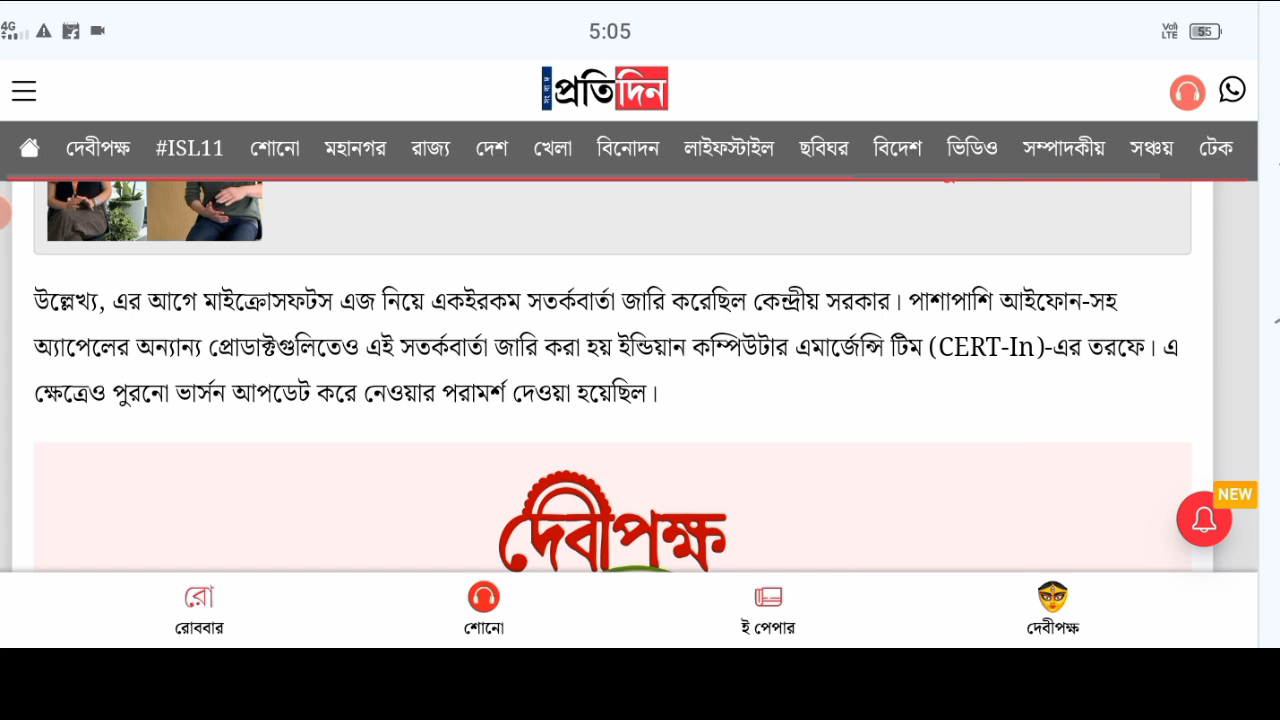 4G 5:05 Vo) LTE 55
সংবাদ প্রতিদিন
দেবীপক্ষ #ISL11 শোনো মহানগর রাজ্য দেশ খেলা বিনোদন লাইফস্টাইল ছবিঘর বিদেশ ভিডিও সম্পাদকীয় সঞ্চয় টেক
উল্লেখ্য, এর আগে মাইক্রোসফটস এজ নিয়ে একইরকম সতর্কবার্তা জারি করেছিল কেন্দ্রীয় সরকার। পাশাপাশি আইফোন-সহ
অ্যাপেলের অন্যান্য প্রোডাক্টগুলিতেও এই সতর্কবার্তা জারি করা হয় ইন্ডিয়ান কম্পিউটার এমার্জেন্সি টিম (CERT-In)-এর তরফে। এ
ক্ষেত্রেও পুরনো ভার্সন আপডেট করে নেওয়ার পরামর্শ দেওয়া হয়েছিল।
দেবীপক্ষ
NEW
রো
রোববার শোনো ই পেপার দেবীপক্ষ